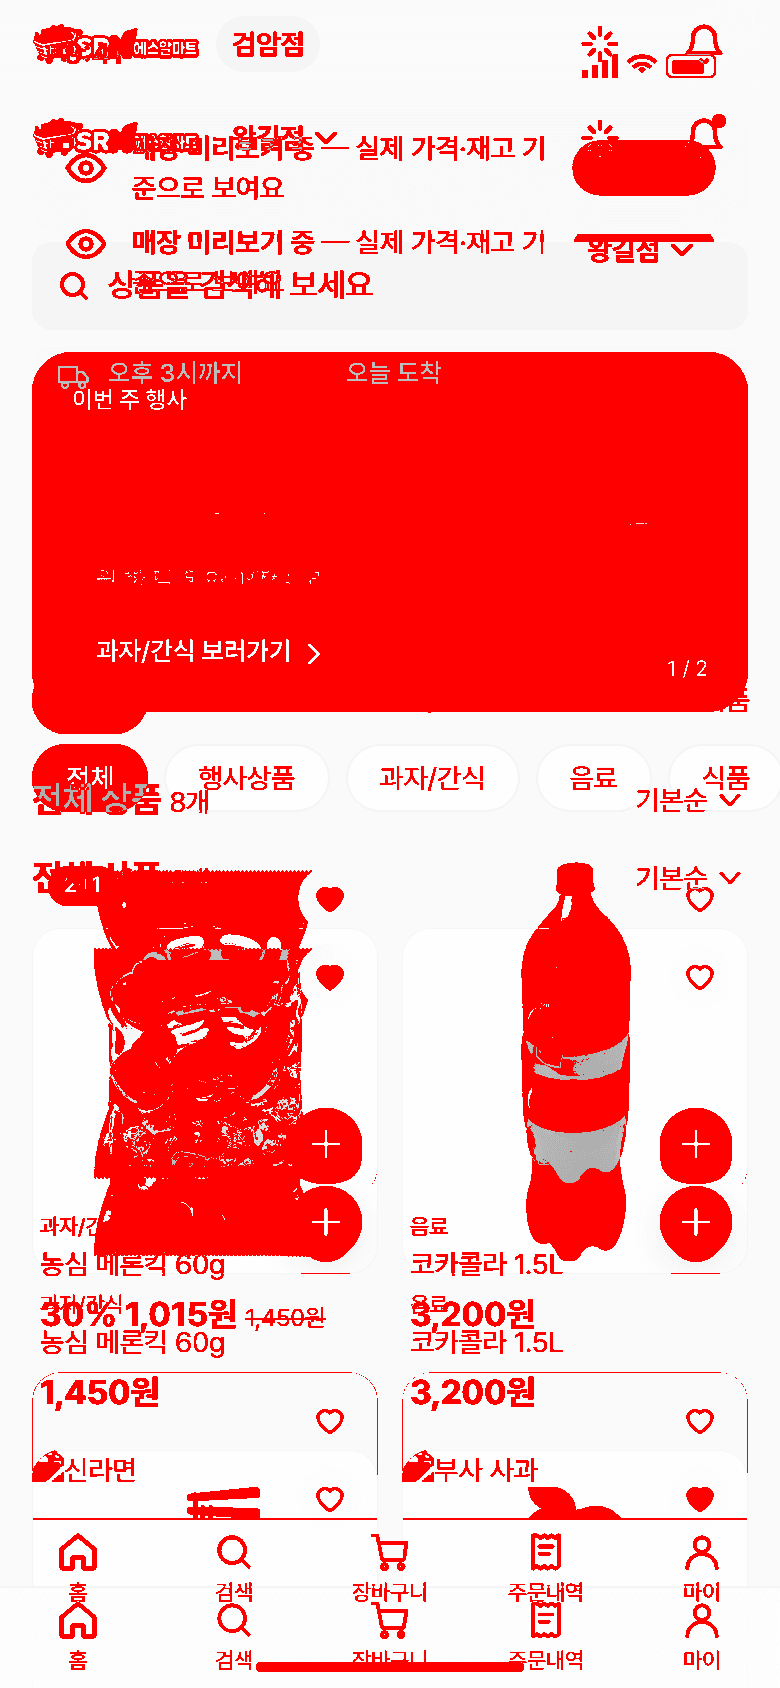 SRM 에스알마트 검암점
SRM 왕길점
매장 미리보기 중 — 실제 가격·재고 기
준으로 보여요
매장 미리보기 중 — 실제 가격·재고 기
왕길점
상품을 검색해 보세요
오후 3시까지 오늘 도착
이번 주 행사
과자/간식 보러가기
1 / 2
전체 행사상품 과자/간식 음료 식품
전체 상품 8개 기본순
기본순
음료
농심 메론킥 60g 코카콜라 1.5L
30% 1,015원 1,450원 3,200원
농심 메론킥 60g 코카콜라 1.5L
1,450원 3,200원
신라면 부사 사과
홈 검색 장바구니 주문내역 마이
홈 검색 장바구니 주문내역 마이